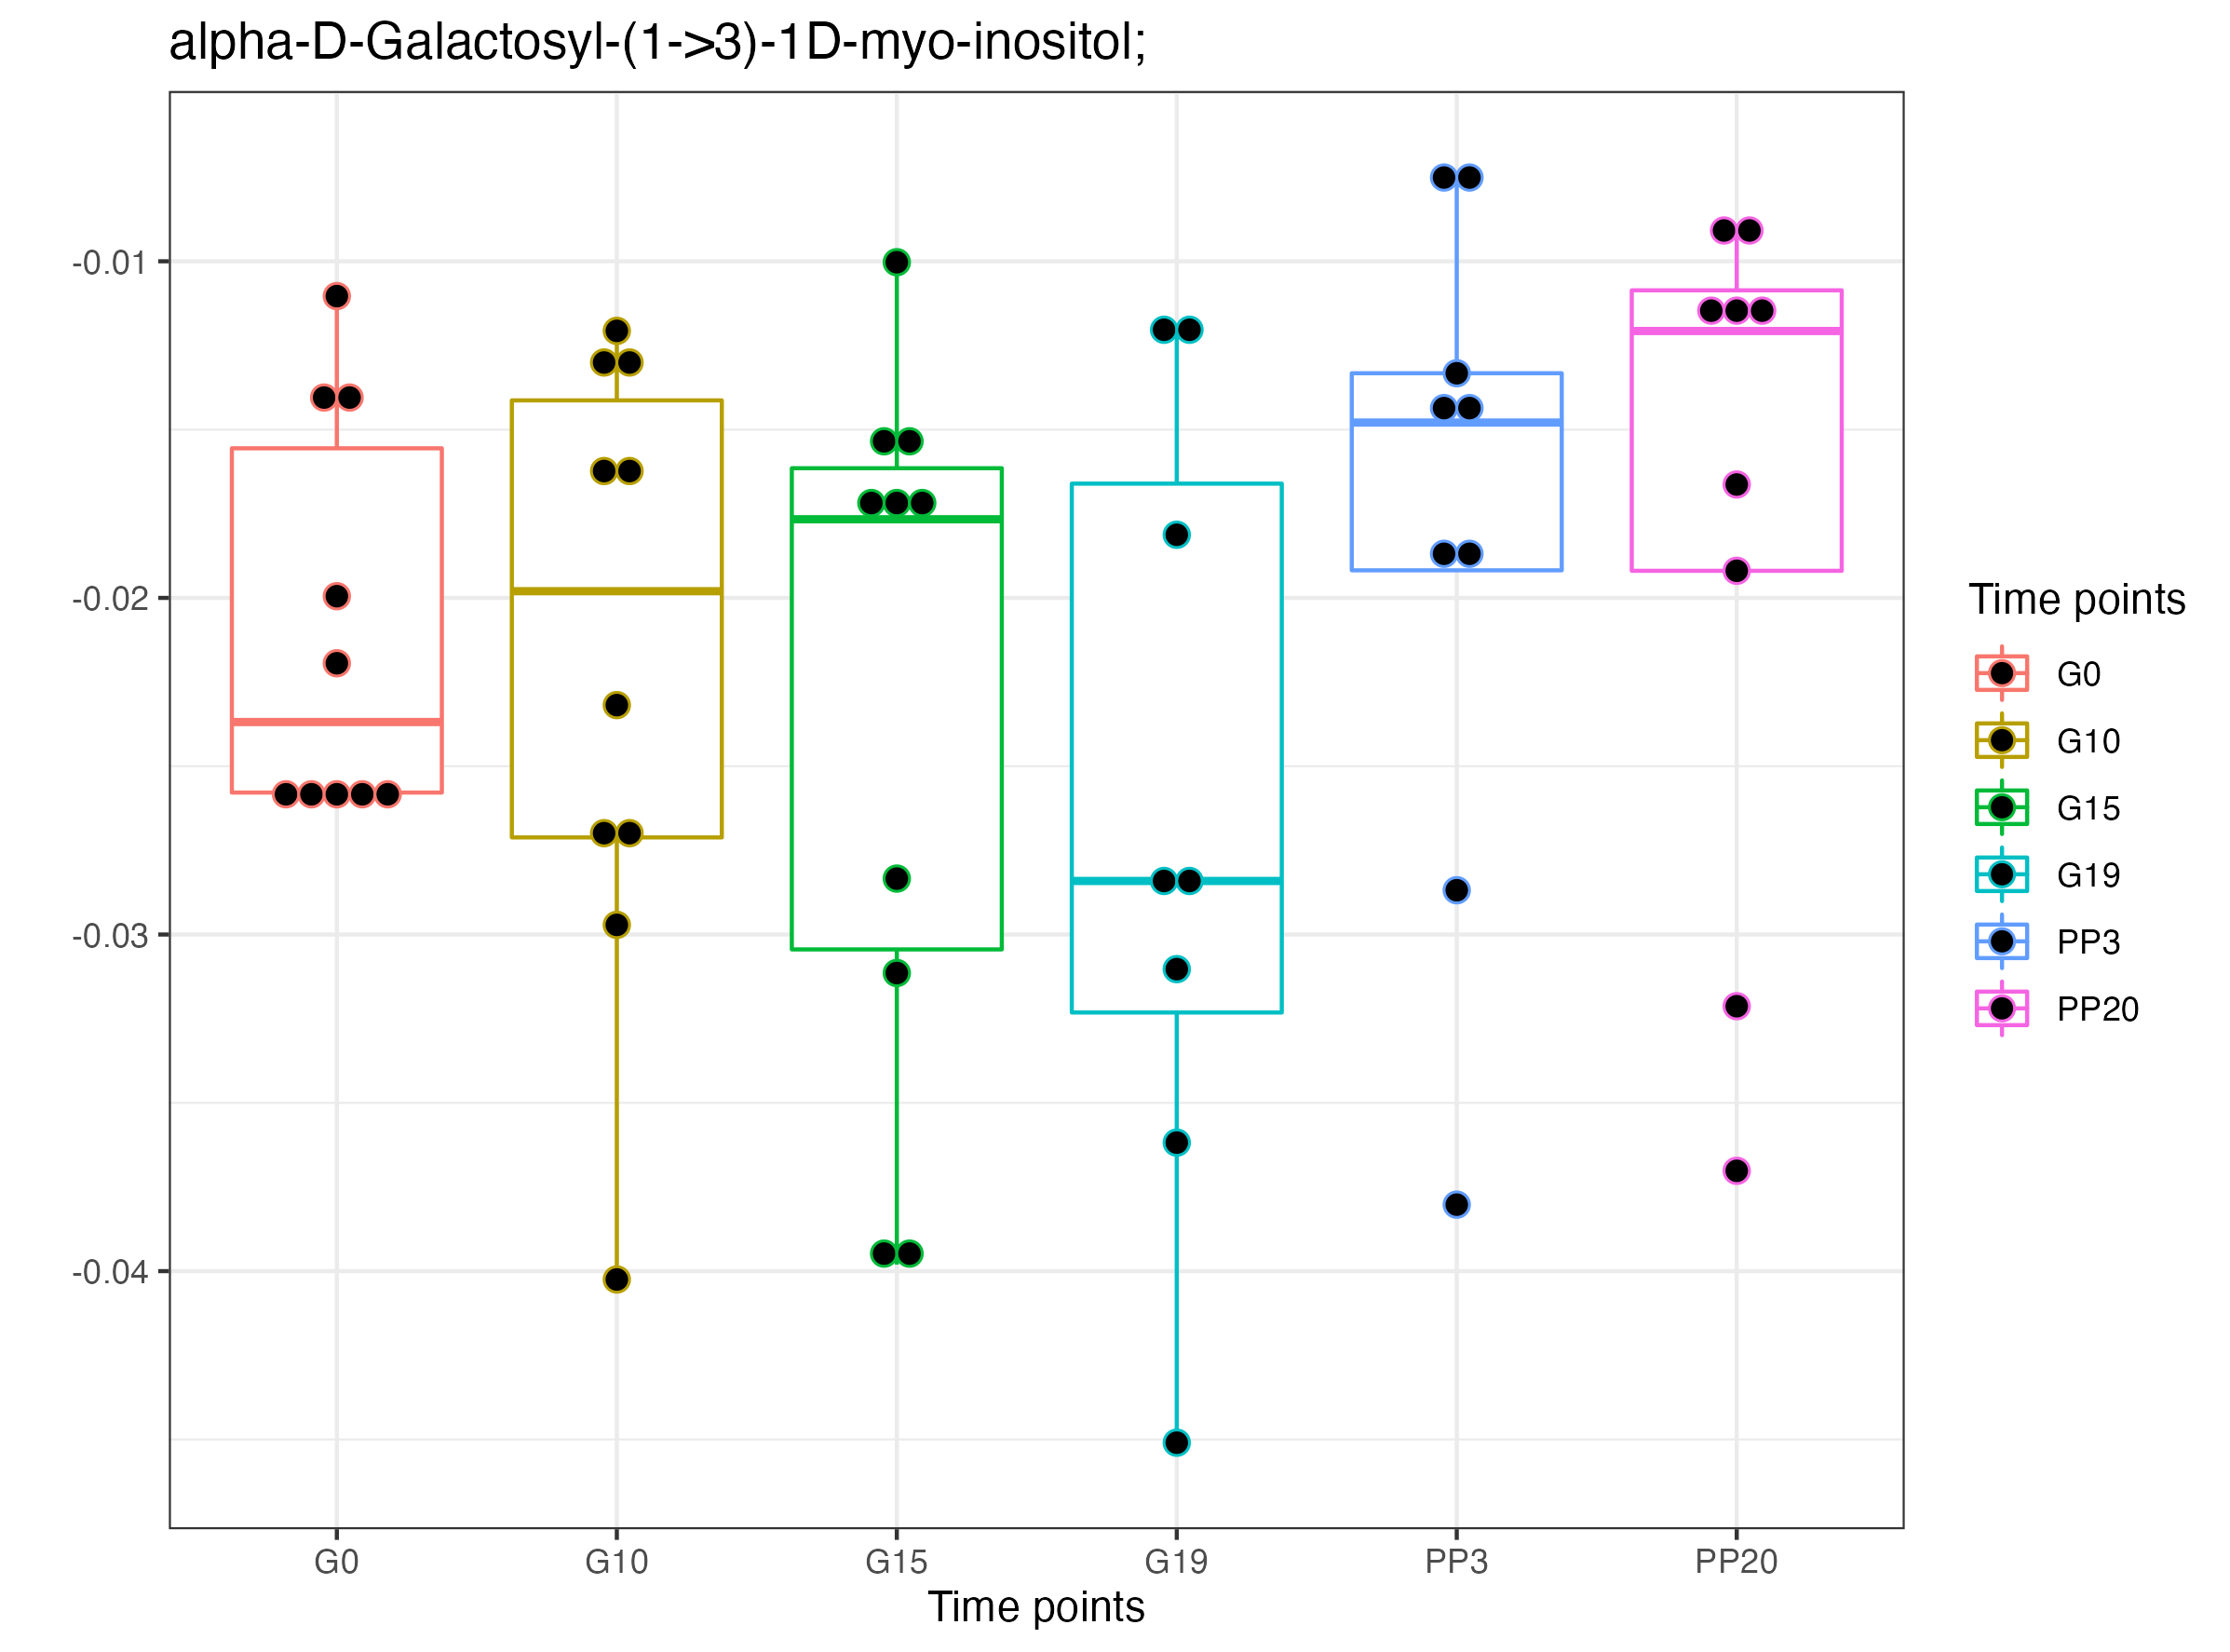 alpha-D-Galactosyl-(1->3)-1D-myo-inositol;
-0.01
-0.02
-0.03
-0.04
G0
G10
G15
G19
PP3
PP20
Time points
Time points
G0
G10
G15
G19
PP3
PP20